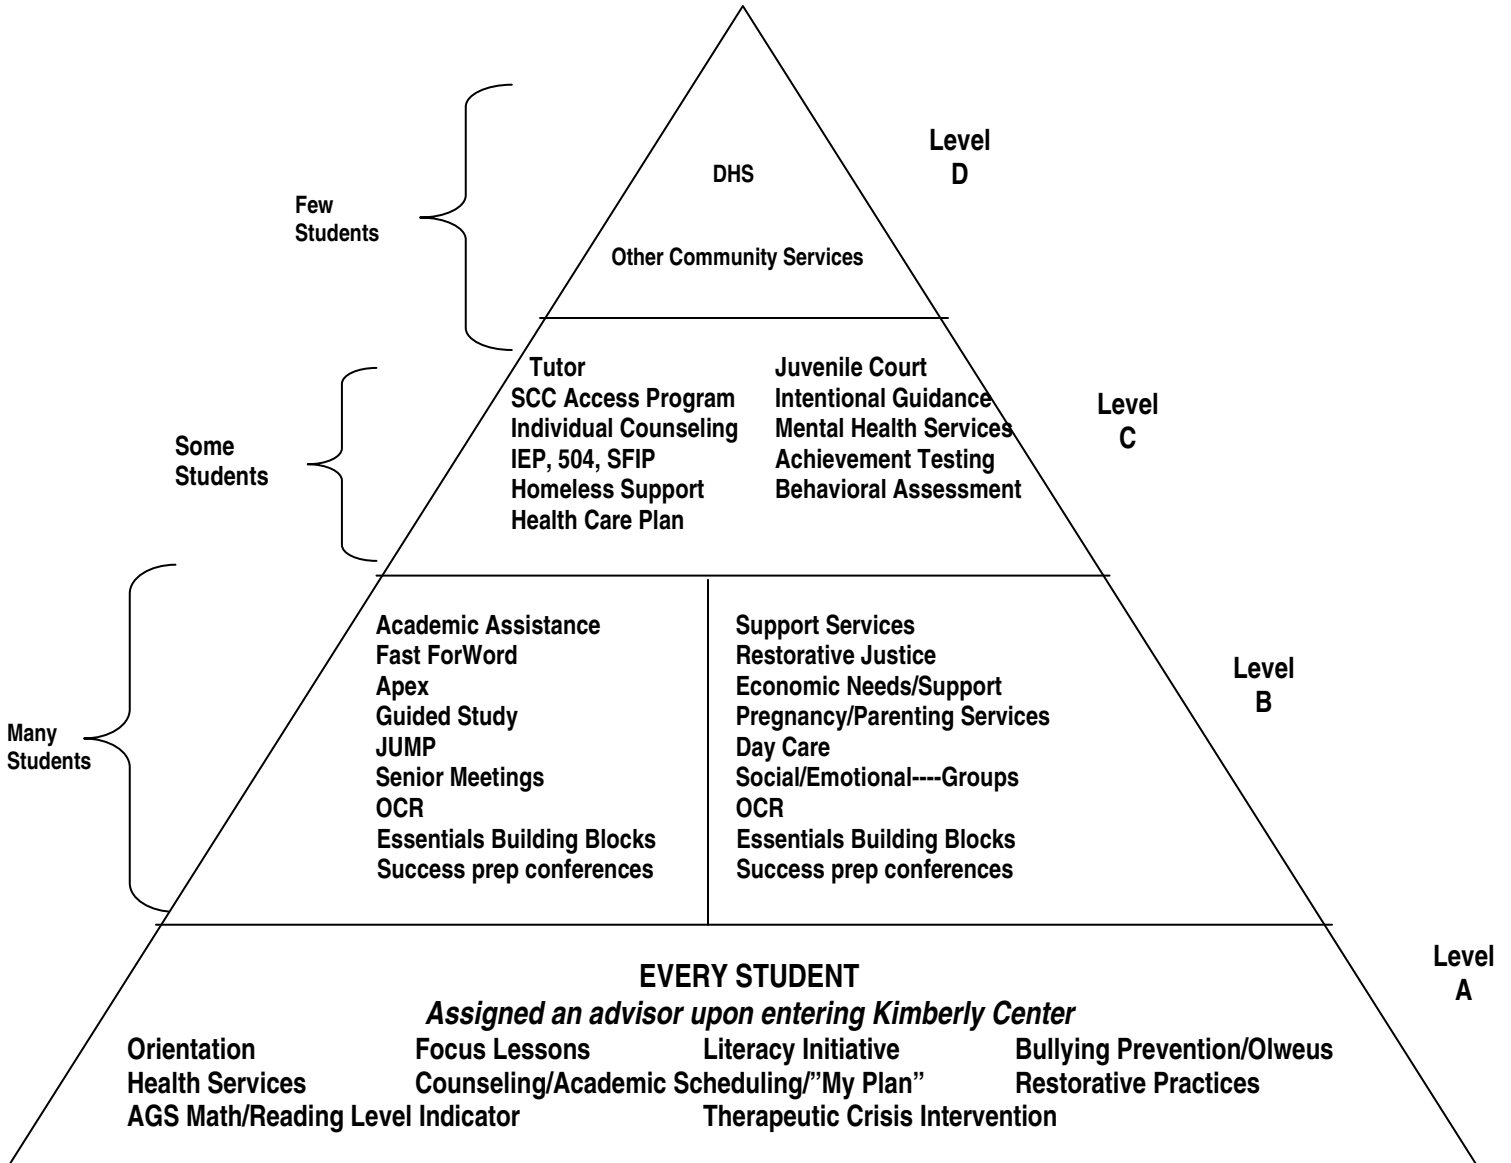 Level
D
DHS
Few
Students
Other Community Services
Tutor
SCC Access Program
Individual Counseling
IEP, 504, SFIP
Homeless Support
Health Care Plan
Juvenile Court
Intentional Guidance
Mental Health Services
Achievement Testing
Behavioral Assessment
Level
C
Some
Students
Academic Assistance
Fast ForWord
Apex
Guided Study
JUMP
Senior Meetings
OCR
Essentials Building Blocks
Success prep conferences
Support Services
Restorative Justice
Economic Needs/Support
Pregnancy/Parenting Services
Day Care
Social/Emotional----Groups
OCR
Essentials Building Blocks
Success prep conferences
Level
B
Many
Students
Level
A
EVERY STUDENT
Assigned an advisor upon entering Kimberly Center
Orientation Focus Lessons Literacy Initiative Bullying Prevention/Olweus
Health Services Counseling/Academic Scheduling/”My Plan” Restorative Practices
AGS Math/Reading Level Indicator Therapeutic Crisis Intervention